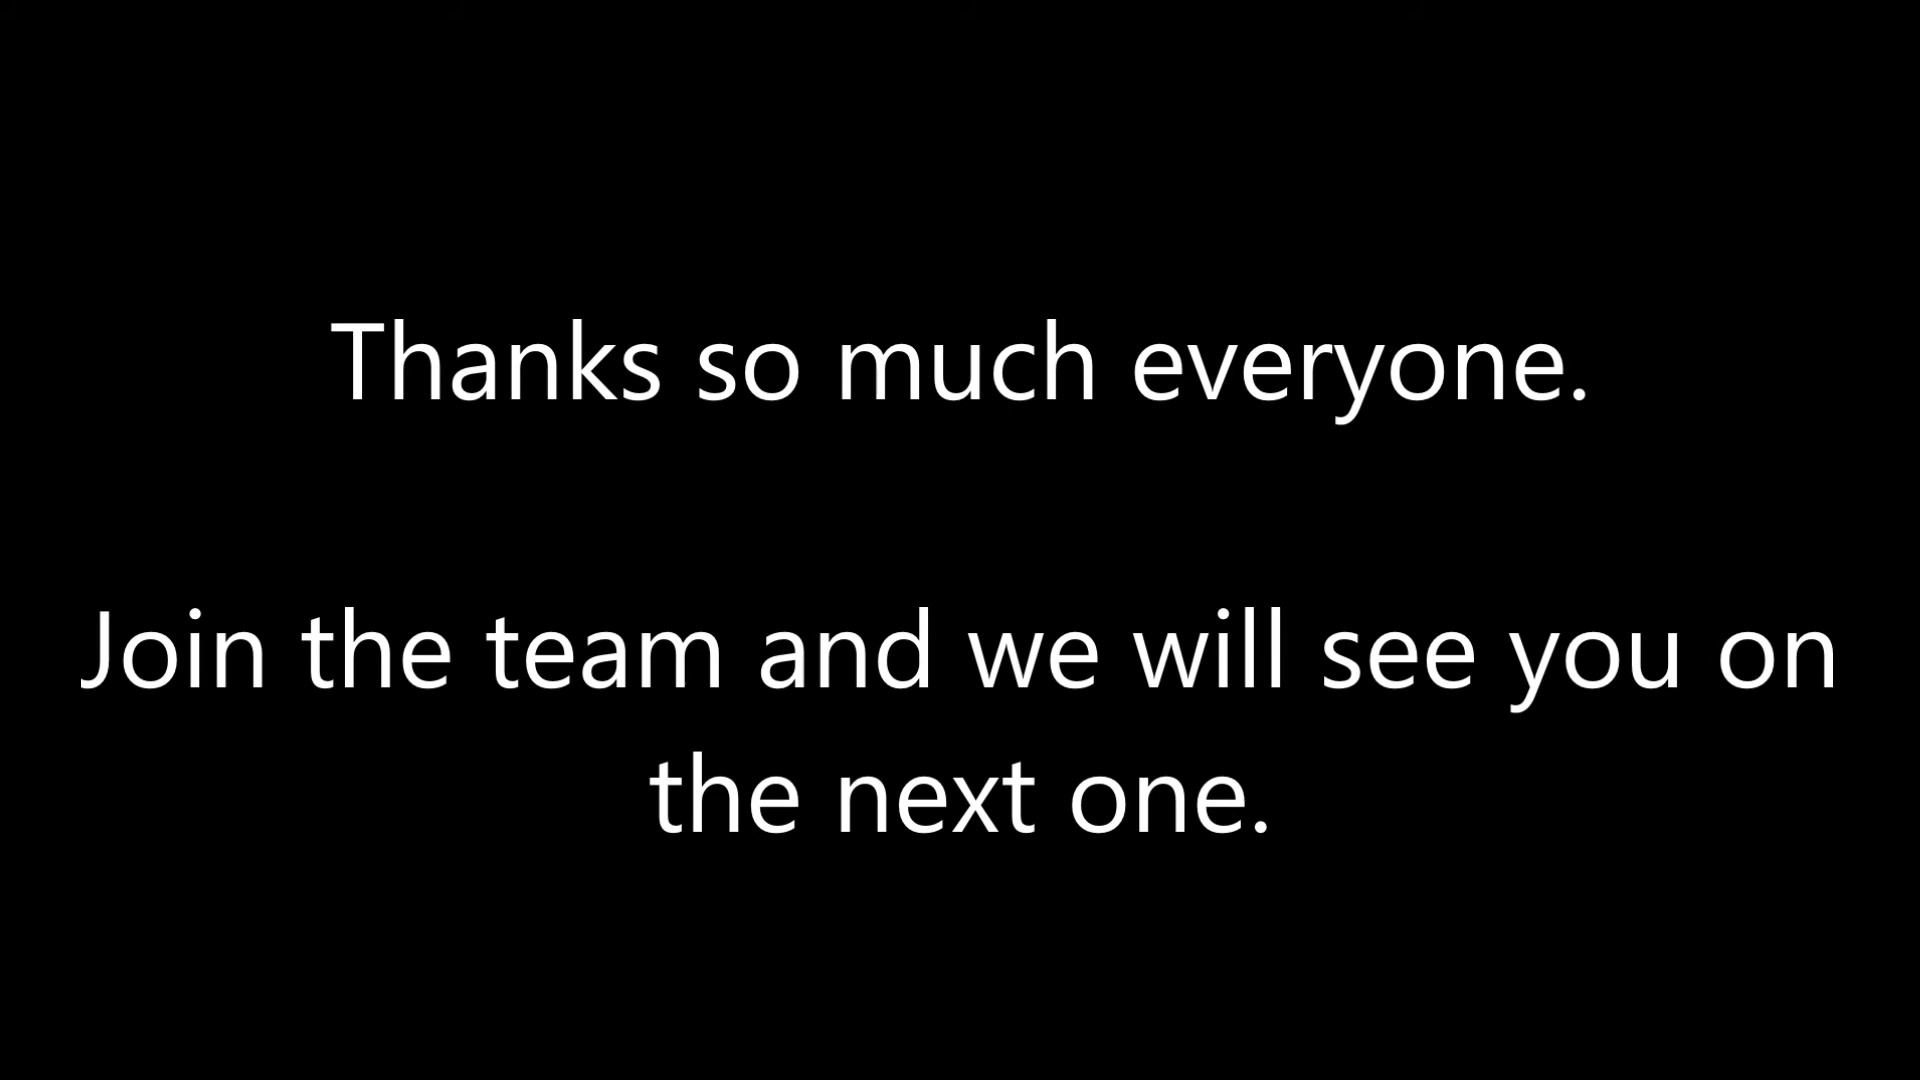 Thanks so much everyone.
Join the team and we will see you on
the next one.